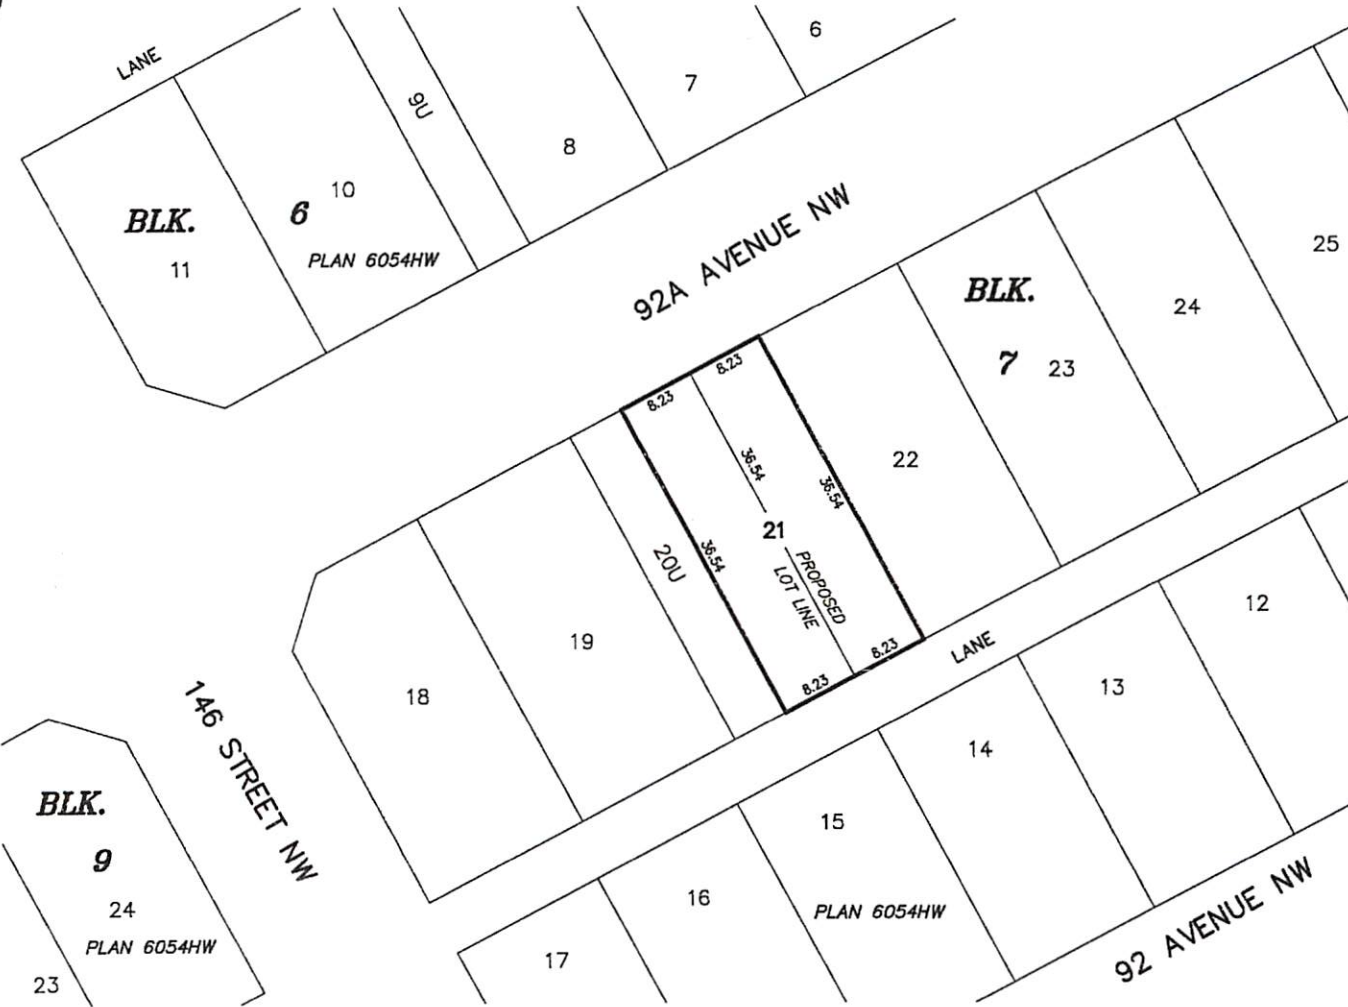 LANE
6
7
9U
8
BLK.
6
10
11
PLAN 6054HW
92A AVENUE NW
25
BLK.
24
7
23
8.23
8.23
36.54
36.54
22
21
36.54
20U
PROPOSED
LOT LINE
19
12
8.23
8.23
LANE
18
13
146 STREET NW
14
BLK.
9
15
24
PLAN 6054HW
16
PLAN 6054HW
92 AVENUE NW
17
23